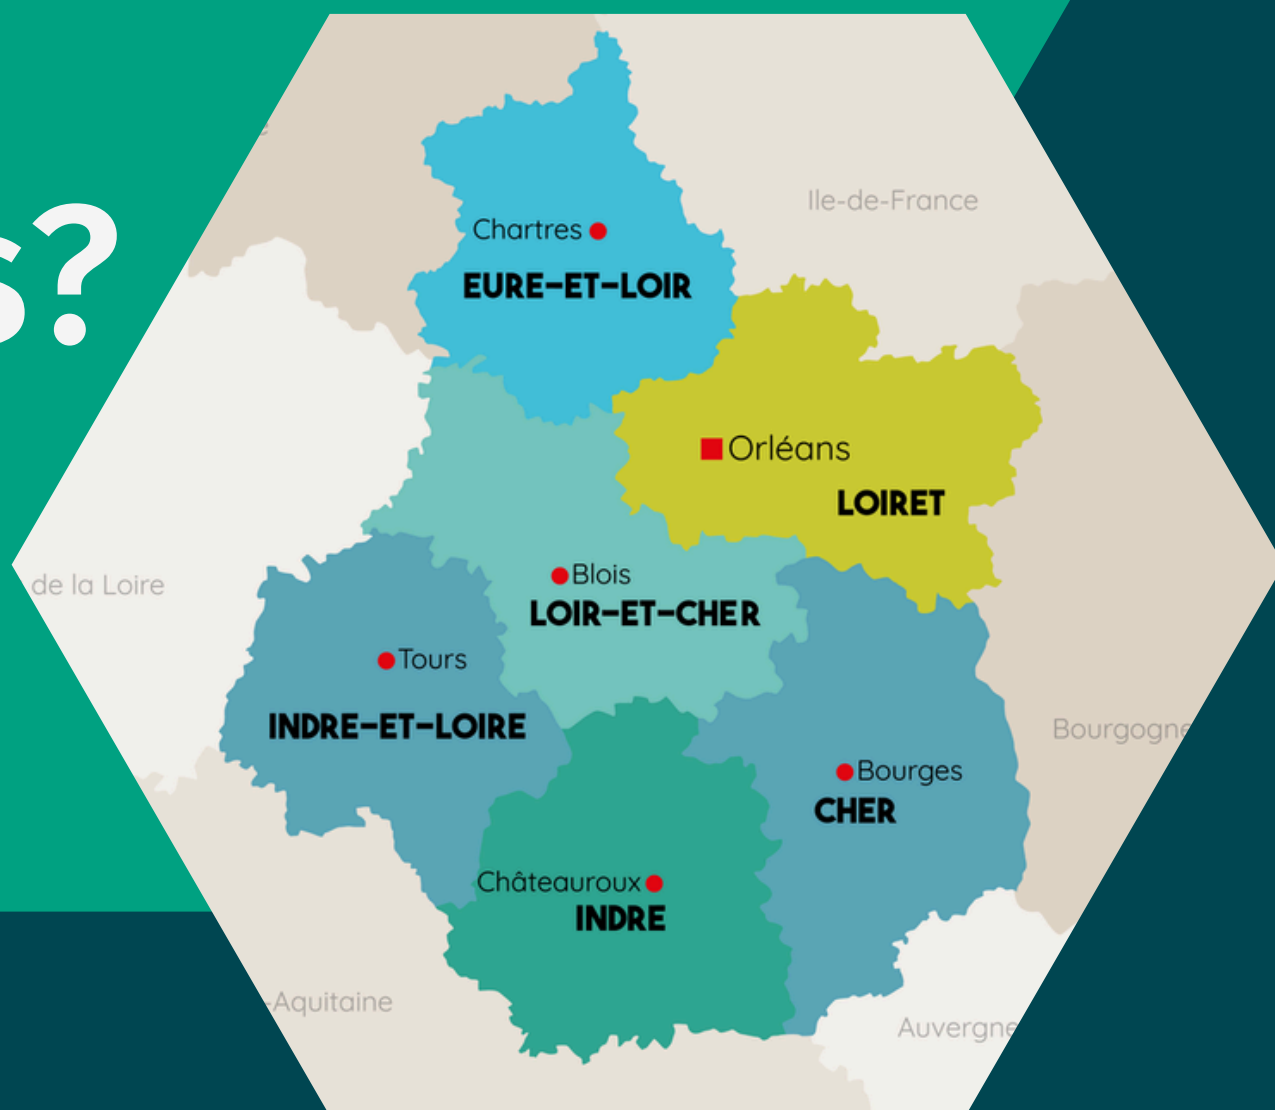 s?
Ile-de-France
Chartres
EURE-ET-LOIR
Orléans
LOIRET
de la Loire
Blois
LOIR-ET-CHER
Tours
INDRE-ET-LOIRE
Bourgogne
Bourges
CHER
Châteauroux
INDRE
-Aquitaine
Auvergne